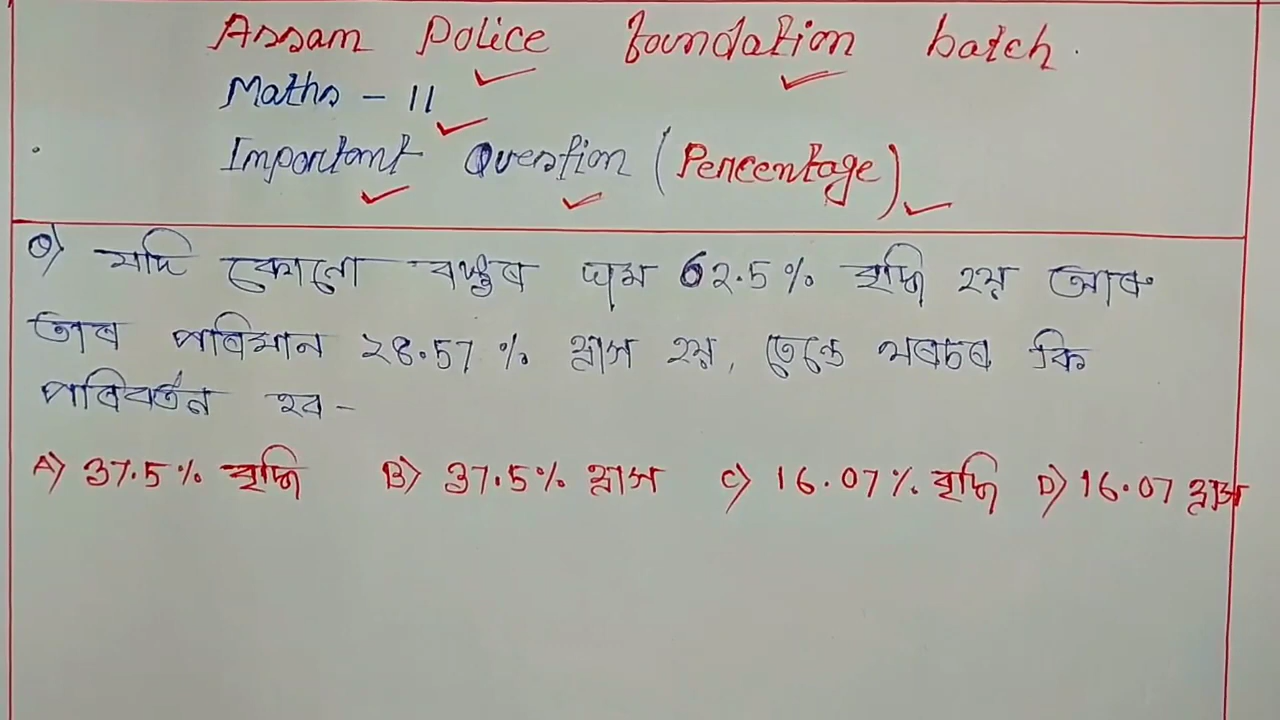 Assam Police foundation batch.
Maths - 11
Important Question (Percentage)
Q) যদি কোনো বস্তুৰ দাম 62.5% বৃদ্ধি হয় আৰু
তাৰ পৰিমান 28.57% হ্ৰাস হয়, তেন্তে খৰচৰ কি
পৰিবৰ্তন হব -
A) 37.5% বৃদ্ধি B) 37.5% হ্ৰাস C) 16.07% বৃদ্ধি D) 16.07 হ্ৰাস